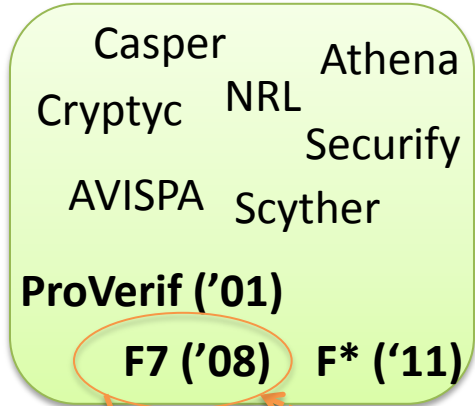 Casper
Athena
Cryptyc
NRL
Securify
AVISPA
Scyther
ProVerif (’01)
F7 (’08) F* (‘11)